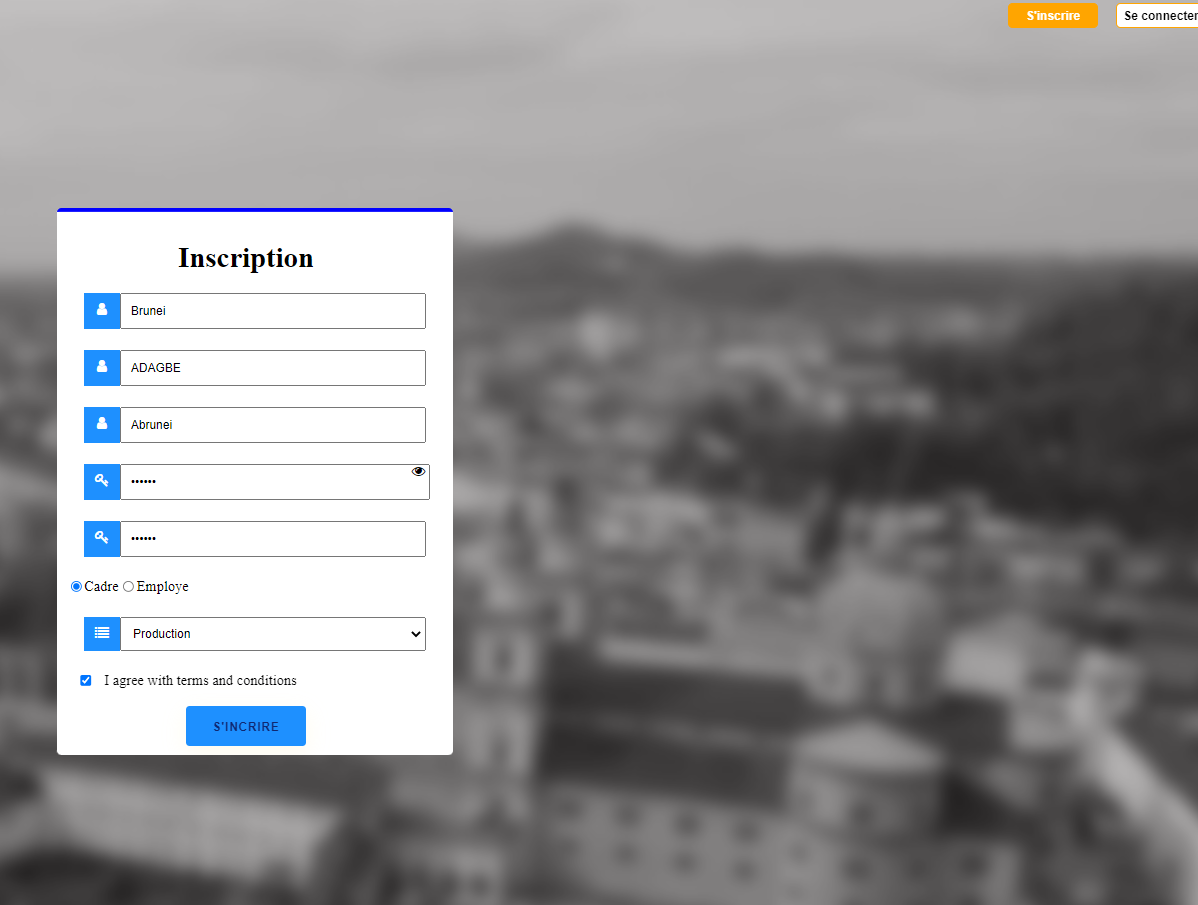 S'inscrire
Se connecter
Inscription
Brunei
ADAGBE
Abrunei
••••••
••••••
Cadre Employe
Production
I agree with terms and conditions
S'INCRIRE